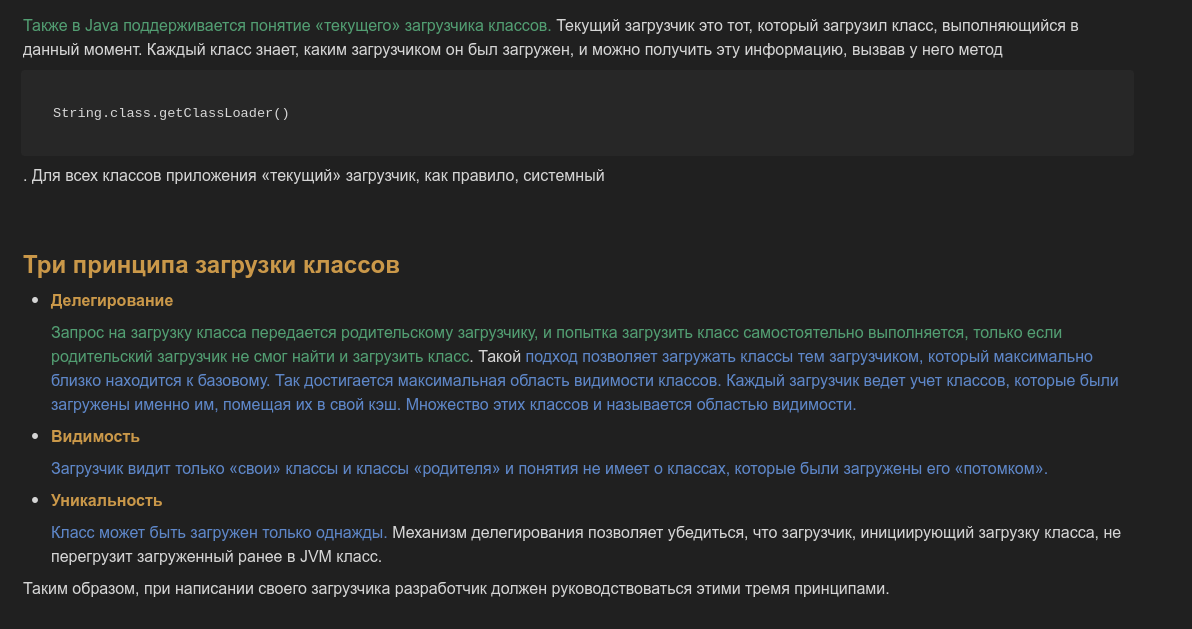 Также в Java поддерживается понятие «текущего» загрузчика классов. Текущий загрузчик это тот, который загрузил класс, выполняющийся в
данный момент. Каждый класс знает, каким загрузчиком он был загружен, и можно получить эту информацию, вызвав у него метод
String.class.getClassLoader()
. Для всех классов приложения «текущий» загрузчик, как правило, системный
Три принципа загрузки классов
• Делегирование
Запрос на загрузку класса передается родительскому загрузчику, и попытка загрузить класс самостоятельно выполняется, только если
родительский загрузчик не смог найти и загрузить класс. Такой подход позволяет загружать классы тем загрузчиком, который максимально
близко находится к базовому. Так достигается максимальная область видимости классов. Каждый загрузчик ведет учет классов, которые были
загружены именно им, помещая их в свой кэш. Множество этих классов и называется областью видимости.
• Видимость
Загрузчик видит только «свои» классы и классы «родителя» и понятия не имеет о классах, которые были загружены его «потомком».
• Уникальность
Класс может быть загружен только однажды. Механизм делегирования позволяет убедиться, что загрузчик, инициирующий загрузку класса, не
перегрузит загруженный ранее в JVM класс.
Таким образом, при написании своего загрузчика разработчик должен руководствоваться этими тремя принципами.